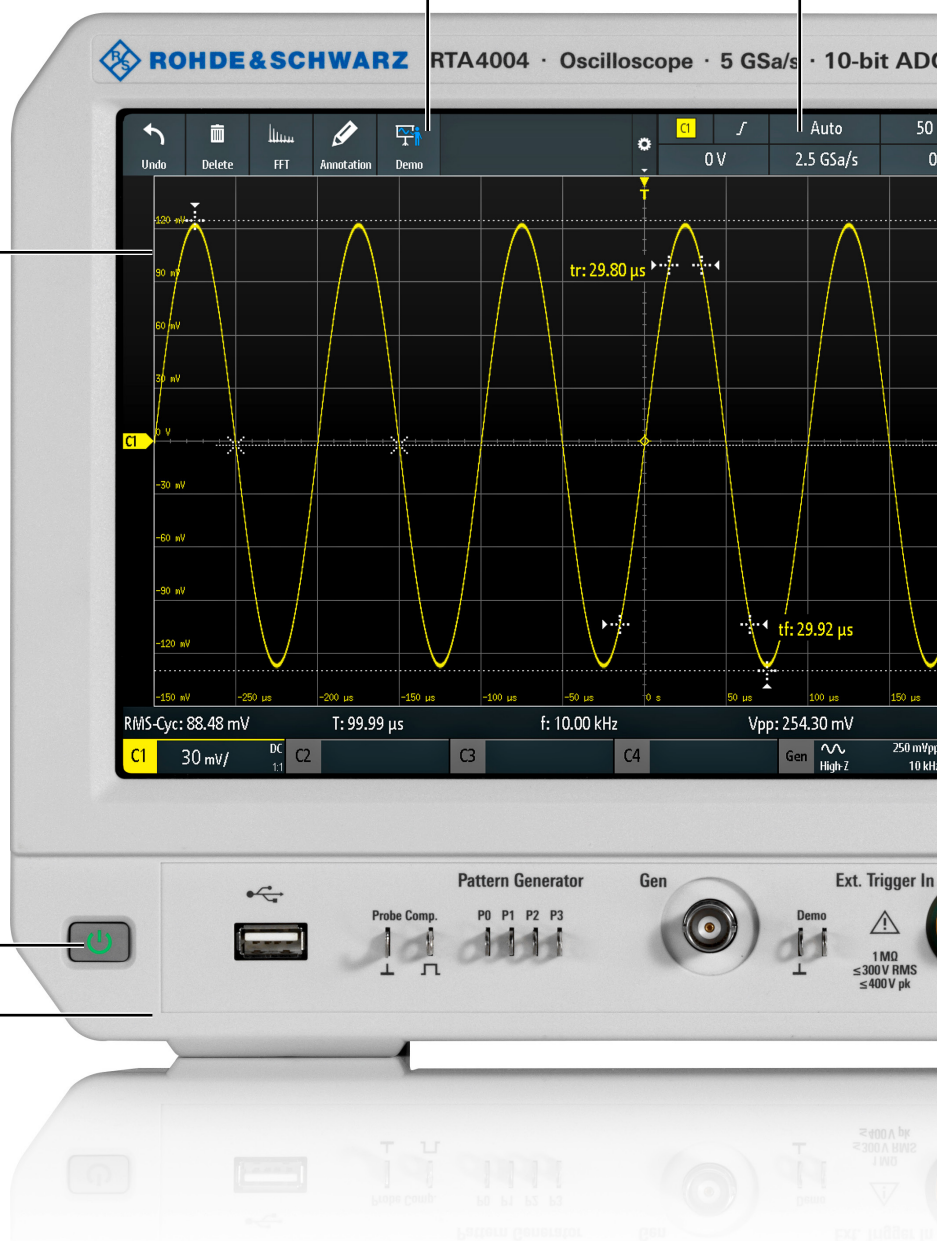 ROHDE & SCHWARZ RTA4004 · Oscilloscope · 5 GSa/s · 10-bit ADC
Undo Delete FFT Annotation Demo
C1 Auto 50
0 V 2.5 GSa/s 0
T
120 mV
90 mV
tr: 29.80 µs
60 mV
30 mV
C1 0 V
-30 mV
-60 mV
-90 mV
tf: 29.92 µs
-120 mV
-150 mV -250 µs -200 µs -150 µs -100 µs -50 µs 0 s 50 µs 100 µs 150 µs
RMS-Cyc: 88.48 mV T: 99.99 µs f: 10.00 kHz Vpp: 254.30 mV
C1 30 mV/ DC 1:1 C2 C3 C4 Gen High-Z 250 mVpp 10 kHz
Pattern Generator Gen Ext. Trigger In
Probe Comp. P0 P1 P2 P3 Demo
1 MΩ
≤300 V RMS
≤400 V pk